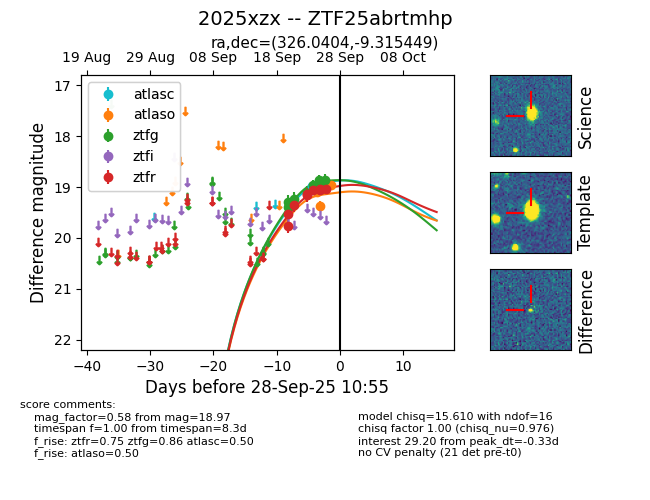 2025xzx -- ZTF25abrtmhp
ra,dec=(326.0404,-9.315449)
19 Aug 29 Aug 08 Sep 18 Sep 28 Sep 08 Oct
17
18
19
20
21
22
Difference magnitude
atlasc
atlaso
ztfg
ztfi
ztfr
−40 −30 −20 −10 0 10
Days before 28-Sep-25 10:55
Science
Template
Difference
score comments:
mag_factor=0.58 from mag=18.97
timespan f=1.00 from timespan=8.3d
f_rise: ztfr=0.75 ztfg=0.86 atlasc=0.50
f_rise: atlaso=0.50
model chisq=15.610 with ndof=16
chisq factor 1.00 (chisq_nu=0.976)
interest 29.20 from peak_dt=-0.33d
no CV penalty (21 det pre-t0)